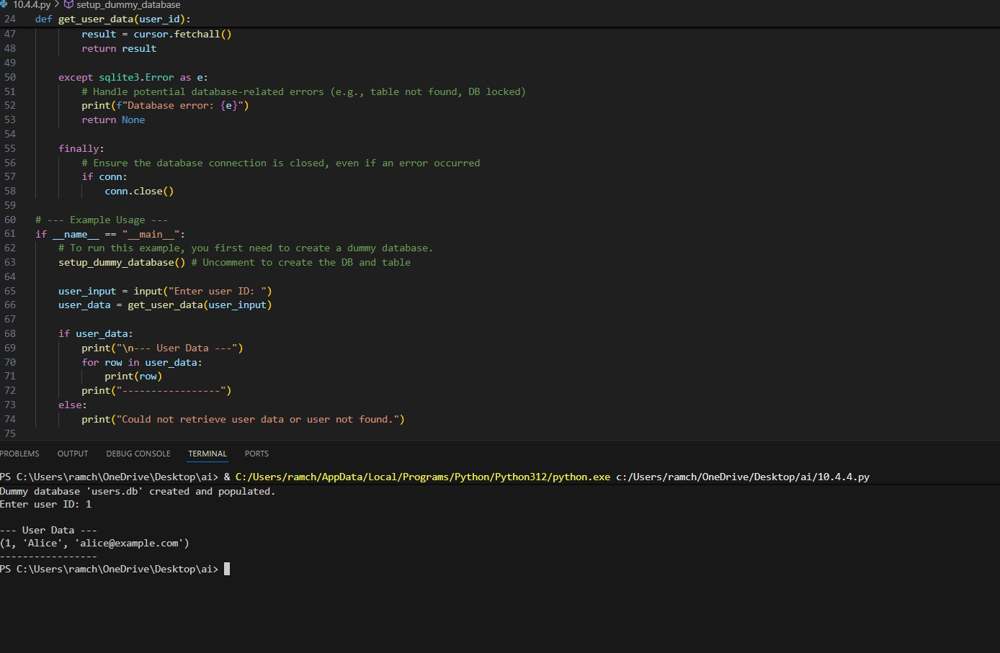 10.4.4.py > setup_dummy_database
24 def get_user_data(user_id):
47 result = cursor.fetchall()
48 return result
49
50 except sqlite3.Error as e:
51 # Handle potential database-related errors (e.g., table not found, DB locked)
52 print(f"Database error: {e}")
53 return None
54
55 finally:
56 # Ensure the database connection is closed, even if an error occurred
57 if conn:
58 conn.close()
59
60 # --- Example Usage ---
61 if __name__ == "__main__":
62 # To run this example, you first need to create a dummy database.
63 setup_dummy_database() # Uncomment to create the DB and table
64
65 user_input = input("Enter user ID: ")
66 user_data = get_user_data(user_input)
67
68 if user_data:
69 print("\n--- User Data ---")
70 for row in user_data:
71 print(row)
72 print("-----------------")
73 else:
74 print("Could not retrieve user data or user not found.")
75
PROBLEMS OUTPUT DEBUG CONSOLE TERMINAL PORTS
PS C:\Users\ramch\OneDrive\Desktop\ai> & C:/Users/ramch/AppData/Local/Programs/Python/Python312/python.exe c:/Users/ramch/OneDrive/Desktop/ai/10.4.4.py
Dummy database 'users.db' created and populated.
Enter user ID: 1
--- User Data ---
(1, 'Alice', 'alice@example.com')
-----------------
PS C:\Users\ramch\OneDrive\Desktop\ai>